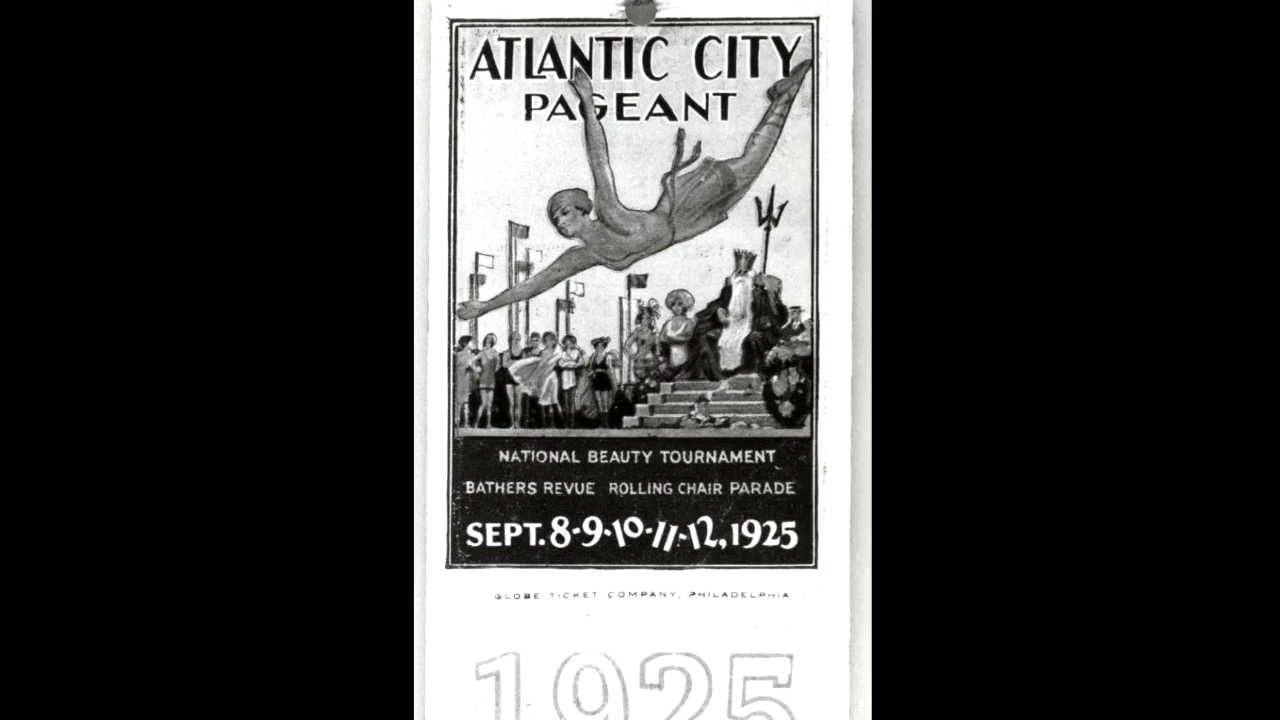 ATLANTIC CITY
PAGEANT
NATIONAL BEAUTY TOURNAMENT
BATHERS REVUE ROLLING CHAIR PARADE
SEPT. 8-9-10-11-12, 1925
GLOBE TICKET COMPANY, PHILADELPHIA
1925